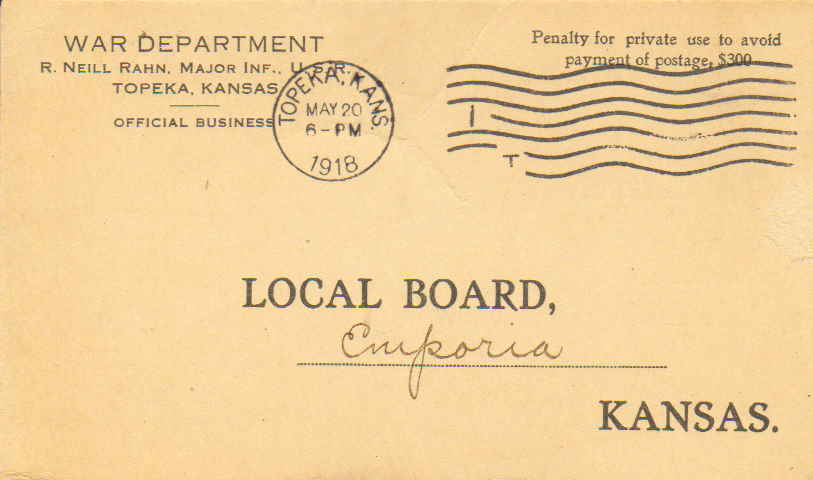 WAR DEPARTMENT
R. NEILL RAHN, MAJOR INF., U.S.R.
TOPEKA, KANSAS
OFFICIAL BUSINESS
TOPEKA, KANS.
MAY 20
6-PM
1918
Penalty for private use to avoid
payment of postage, $300
1
T
LOCAL BOARD,
Emporia
KANSAS.